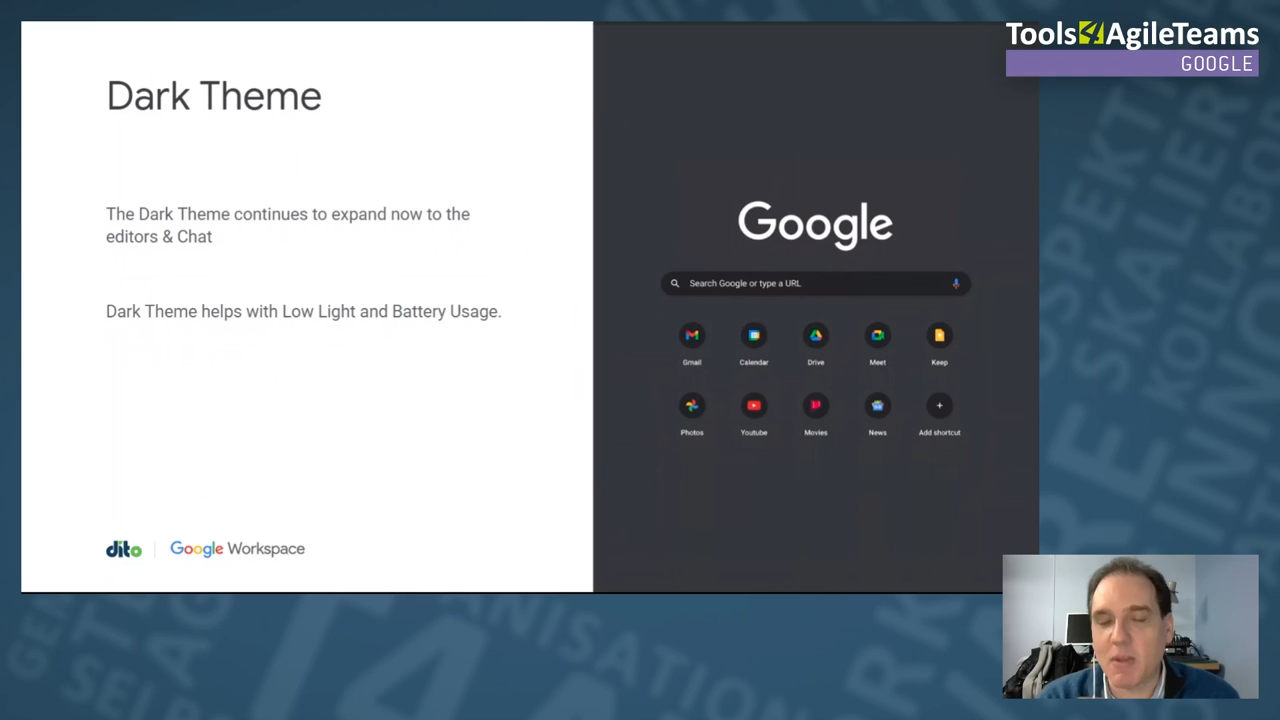 Tools4AgileTeams
GOOGLE
Dark Theme
The Dark Theme continues to expand now to the
editors & Chat
Dark Theme helps with Low Light and Battery Usage.
dito
Google Workspace
Google
Search Google or type a URL
Gmail
Calendar
Drive
Meet
Keep
Photos
Youtube
Movies
News
Add shortcut